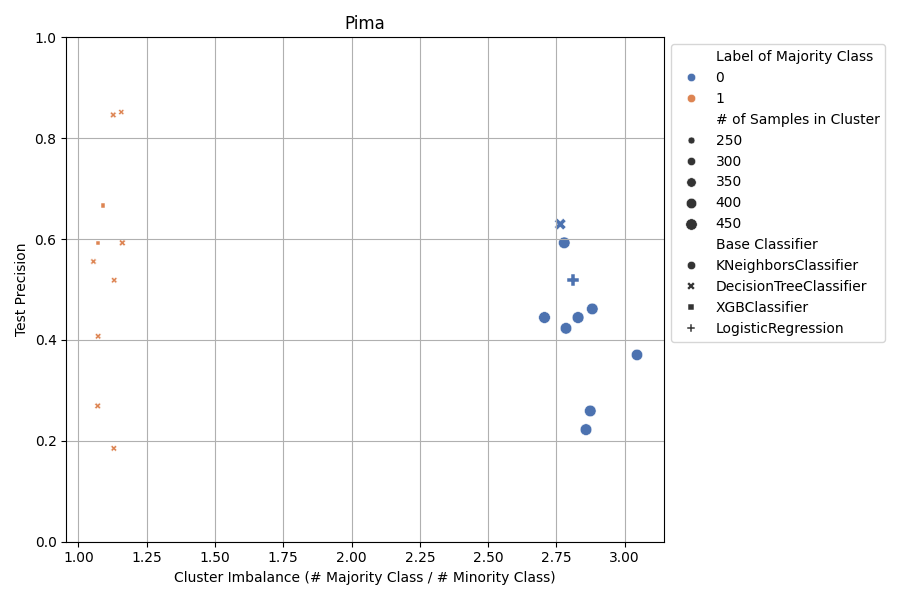 Pima
1.0
0.8
0.6
0.4
0.2
0.0
Test Precision
1.00
1.25
1.50
1.75
2.00
2.25
2.50
2.75
3.00
Cluster Imbalance (# Majority Class / # Minority Class)
Label of Majority Class
0
1
# of Samples in Cluster
250
300
350
400
450
Base Classifier
KNeighborsClassifier
DecisionTreeClassifier
XGBClassifier
LogisticRegression